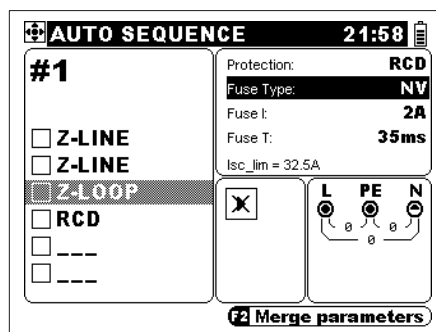 AUTO SEQUENCE 21:58
#1
Z-LINE
Z-LINE
Z-LOOP
RCD
___
___
Protection: RCD
Fuse Type: NV
Fuse I: 2A
Fuse T: 35ms
Isc_lim = 32.5A
L PE N
0 0
0
F2 Merge parameters